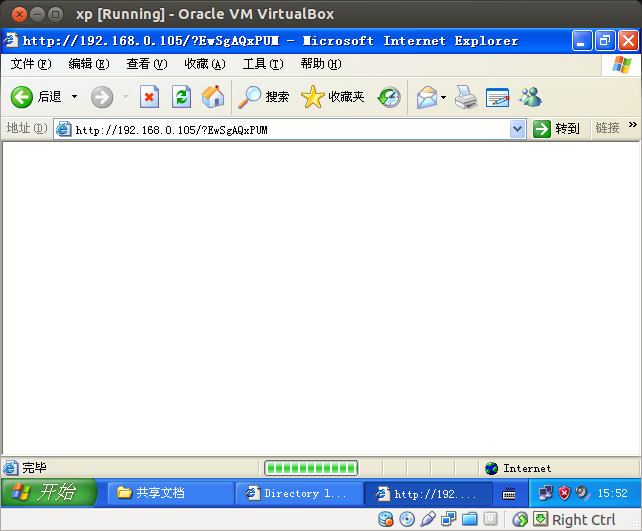 xp [Running] - Oracle VM VirtualBox
http://192.168.0.105/?EwSgAQxPUM - Microsoft Internet Explorer
文件(F) 编辑(E) 查看(V) 收藏(A) 工具(T) 帮助(H)
后退 搜索 收藏夹
地址(D) http://192.168.0.105/?EwSgAQxPUM 转到 链接 »
完毕 Internet
开始 共享文档 Directory l... http://192.... 15:52
Right Ctrl